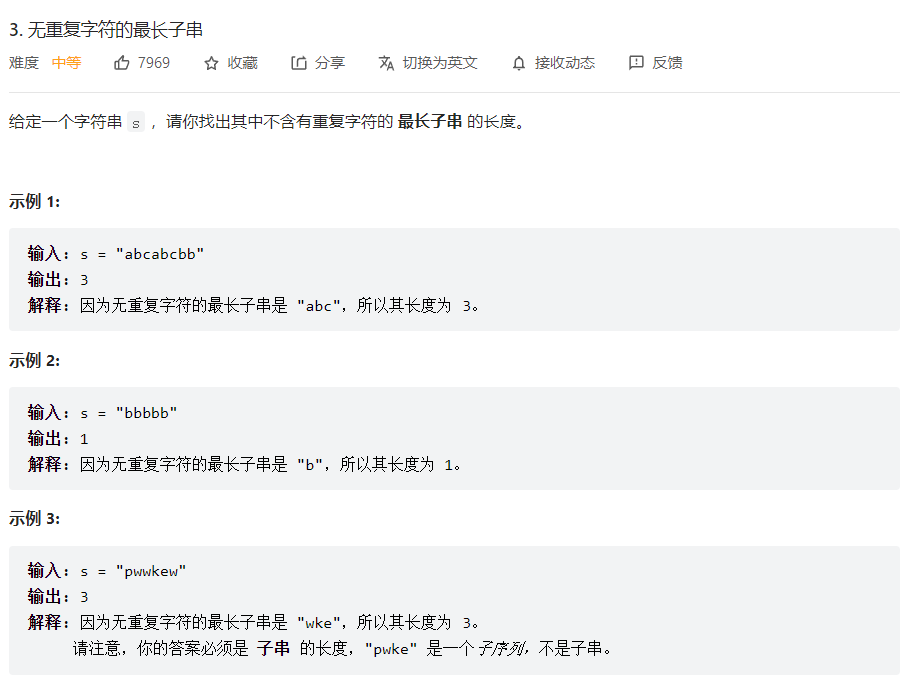 3. 无重复字符的最长子串
难度 中等 7969 收藏 分享 切换为英文 接收动态 反馈
给定一个字符串 s ，请你找出其中不含有重复字符的 最长子串 的长度。
示例 1:
输入: s = "abcabcbb"
输出: 3
解释: 因为无重复字符的最长子串是 "abc"，所以其长度为 3。
示例 2:
输入: s = "bbbbb"
输出: 1
解释: 因为无重复字符的最长子串是 "b"，所以其长度为 1。
示例 3:
输入: s = "pwwkew"
输出: 3
解释: 因为无重复字符的最长子串是 "wke"，所以其长度为 3。
请注意，你的答案必须是 子串 的长度，"pwke" 是一个子序列，不是子串。